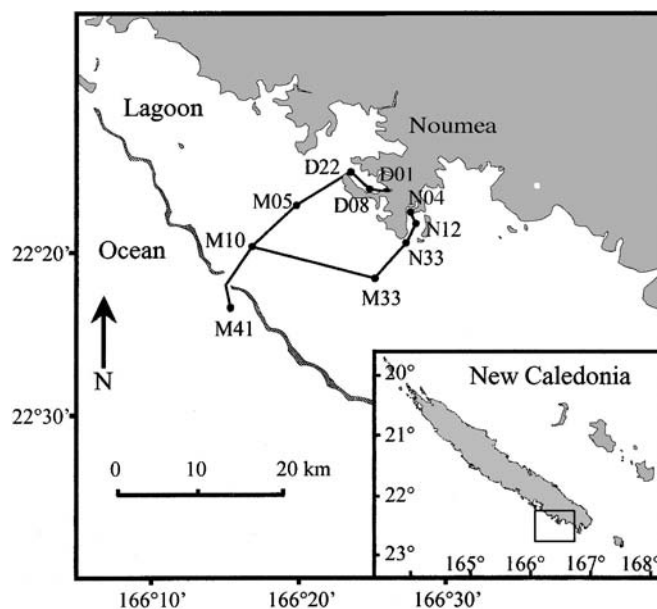 Lagoon
Noumea
D22
D01
D08
N04
M05
N12
M10
N33
Ocean
22°20'
M33
M41
N
22°30'
0 10 20 km
New Caledonia
20°
21°
22°
23°
165° 166° 167° 168°
166°10' 166°20' 166°30'